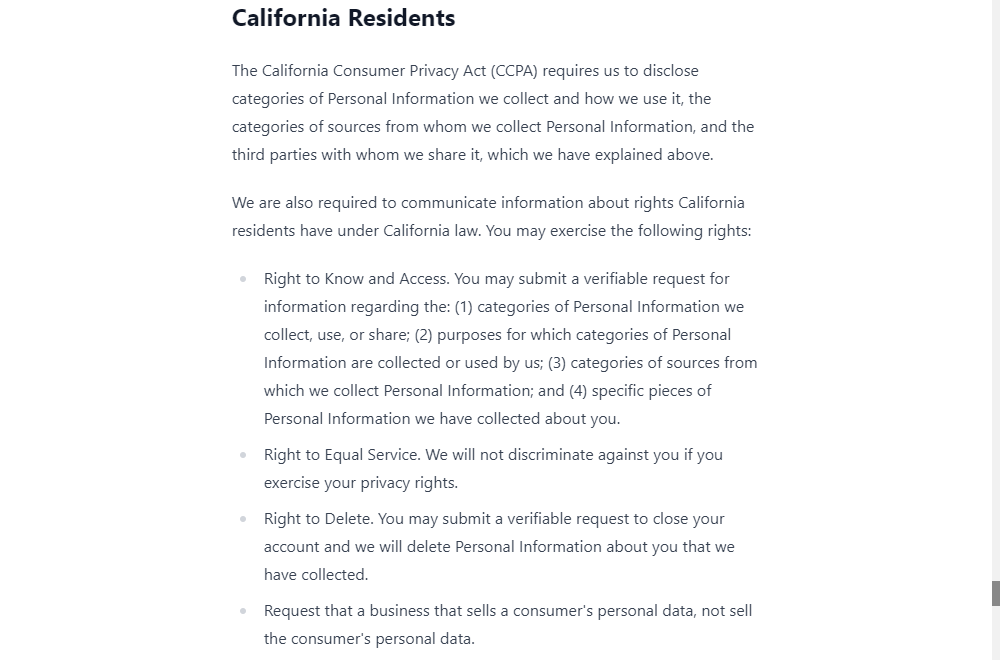 California Residents
The California Consumer Privacy Act (CCPA) requires us to disclose
categories of Personal Information we collect and how we use it, the
categories of sources from whom we collect Personal Information, and the
third parties with whom we share it, which we have explained above.
We are also required to communicate information about rights California
residents have under California law. You may exercise the following rights:
Right to Know and Access. You may submit a verifiable request for
information regarding the: (1) categories of Personal Information we
collect, use, or share; (2) purposes for which categories of Personal
Information are collected or used by us; (3) categories of sources from
which we collect Personal Information; and (4) specific pieces of
Personal Information we have collected about you.
Right to Equal Service. We will not discriminate against you if you
exercise your privacy rights.
Right to Delete. You may submit a verifiable request to close your
account and we will delete Personal Information about you that we
have collected.
Request that a business that sells a consumer's personal data, not sell
the consumer's personal data.